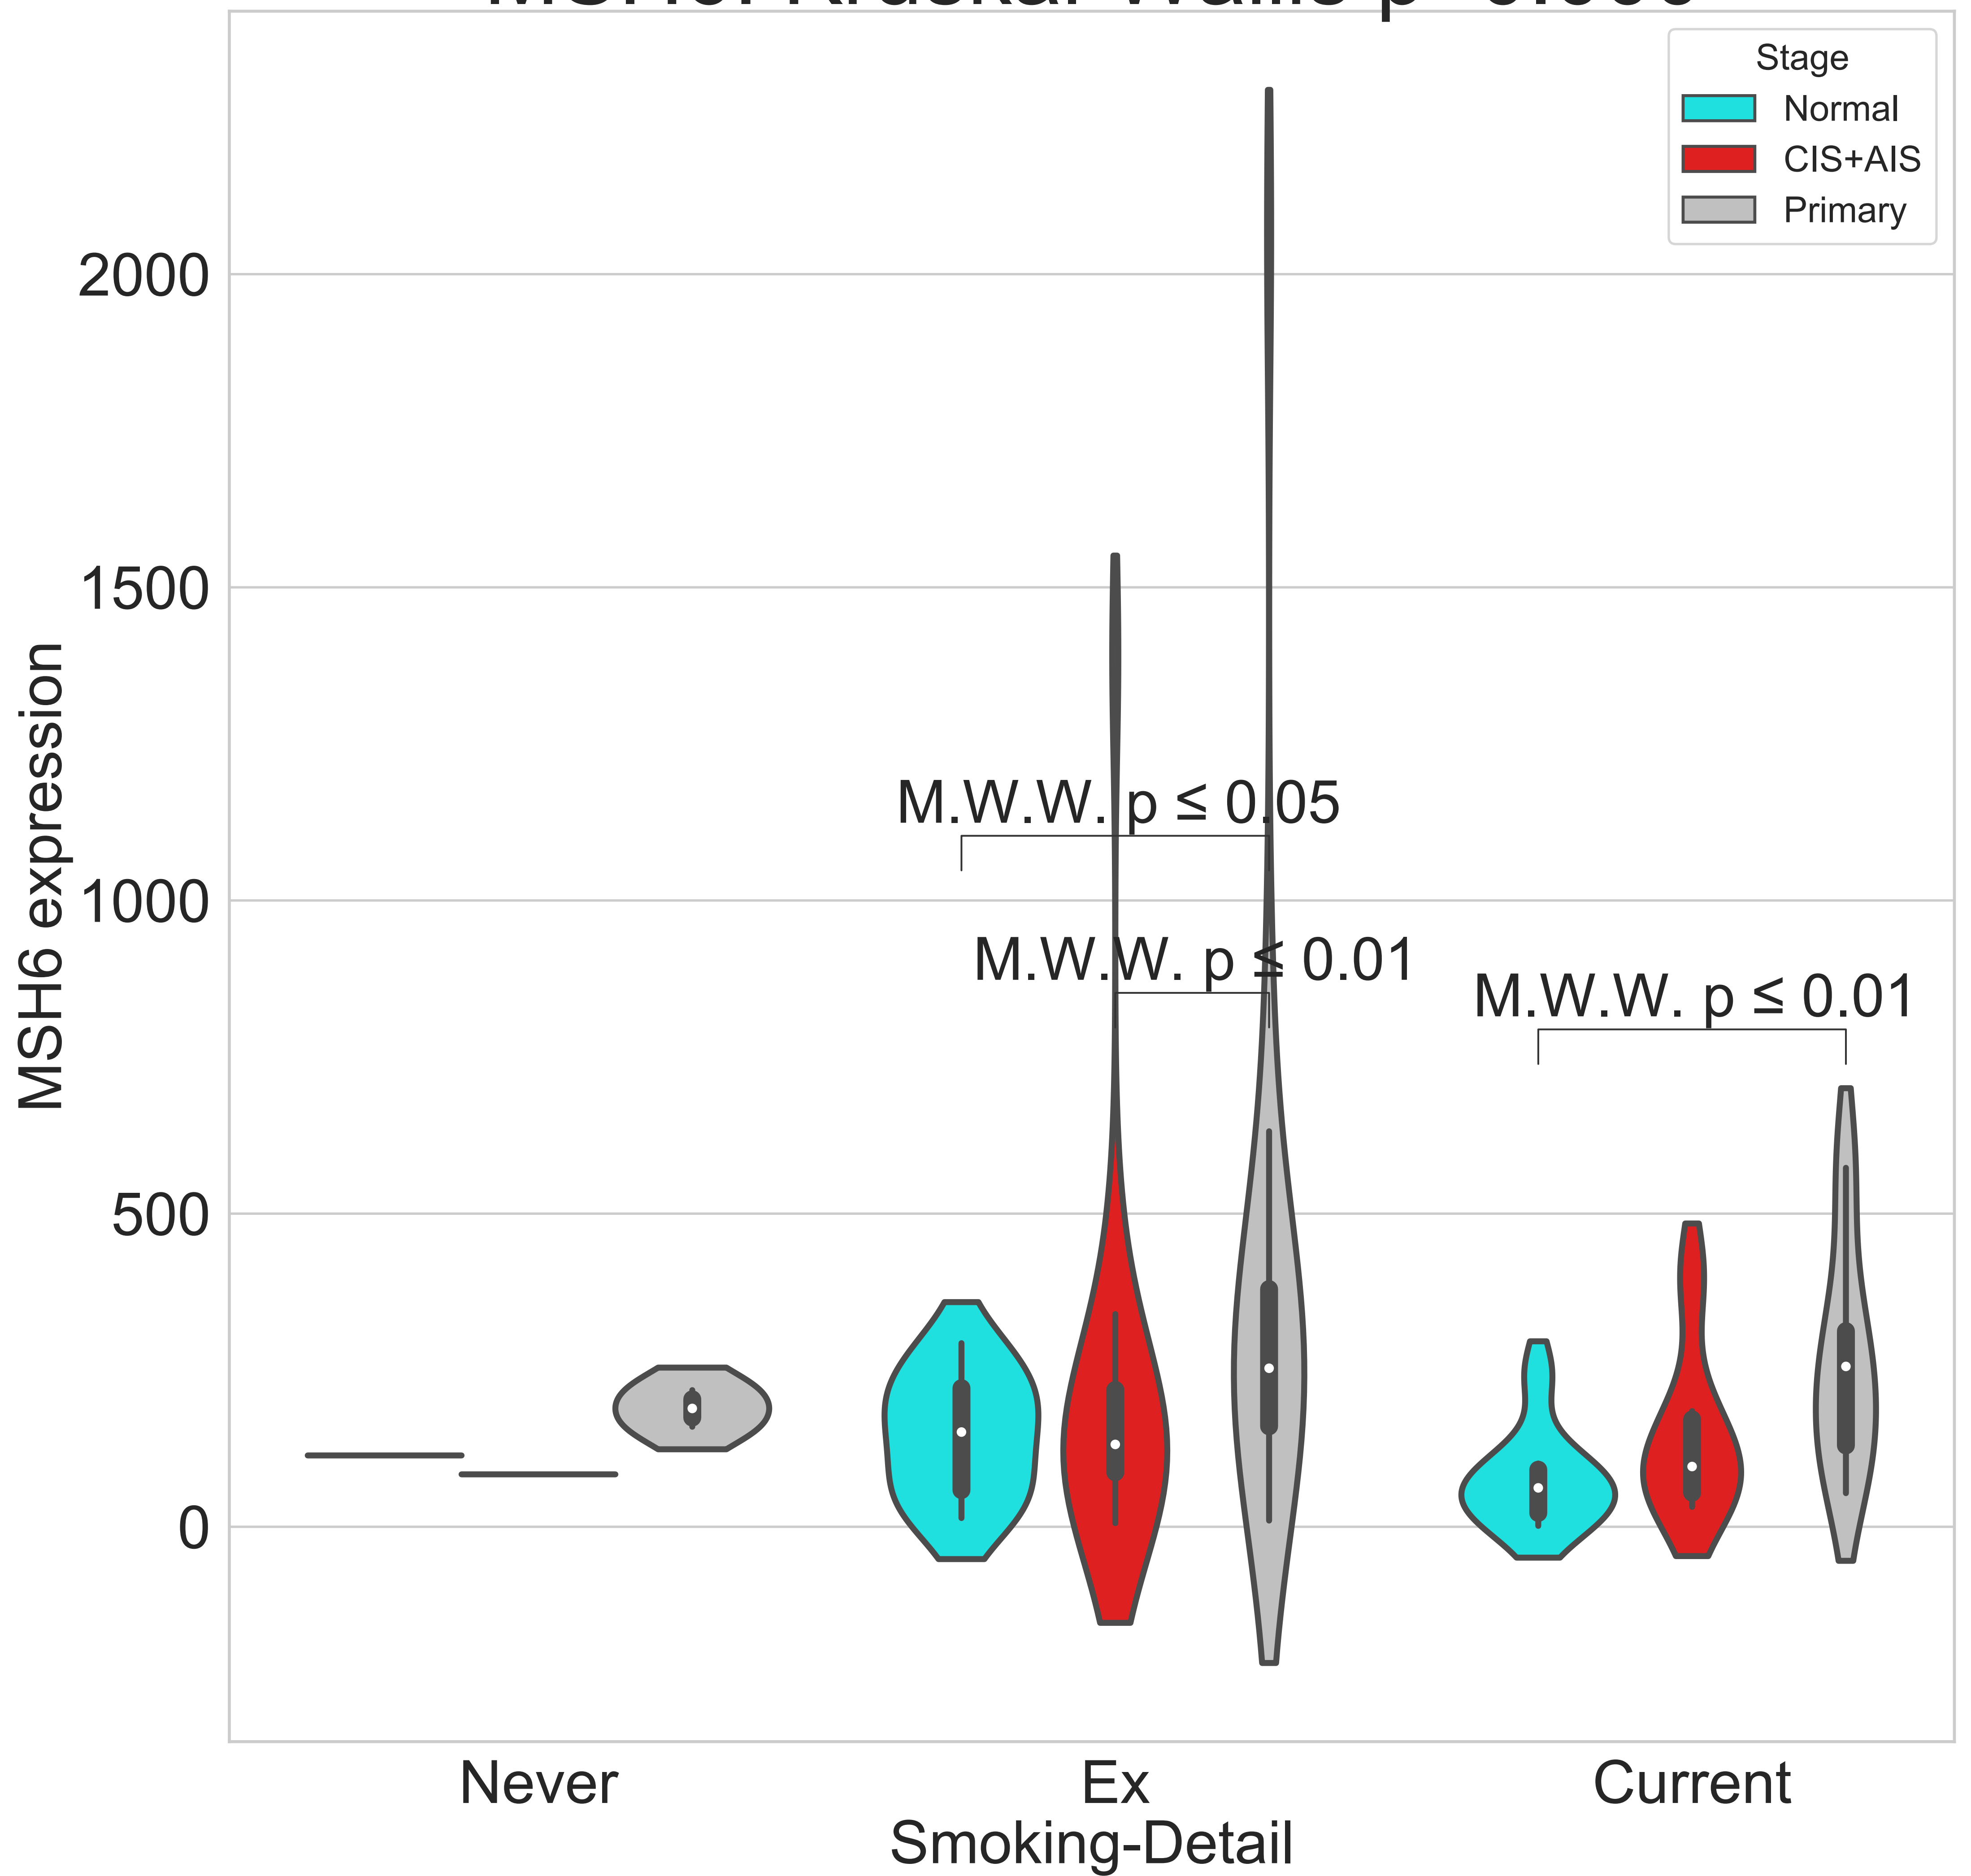 Stage
Normal
CIS+AIS
Primary
2000
1500
1000
500
0
MSH6 expression
M.W.W. p ≤ 0.05
M.W.W. p ≤ 0.01
M.W.W. p ≤ 0.01
Never
Ex
Current
Smoking-Detail